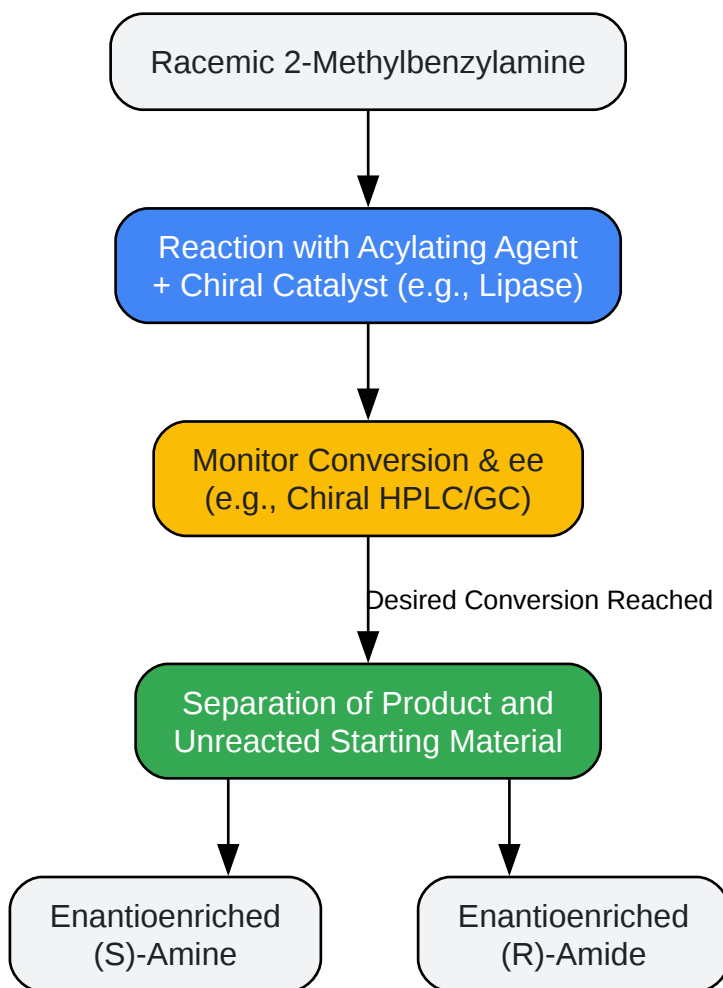 Racemic 2-Methylbenzylamine
Reaction with Acylating Agent
+ Chiral Catalyst (e.g., Lipase)
Monitor Conversion & ee
(e.g., Chiral HPLC/GC)
Desired Conversion Reached
Separation of Product and
Unreacted Starting Material
Enantioenriched
(S)-Amine
Enantioenriched
(R)-Amide